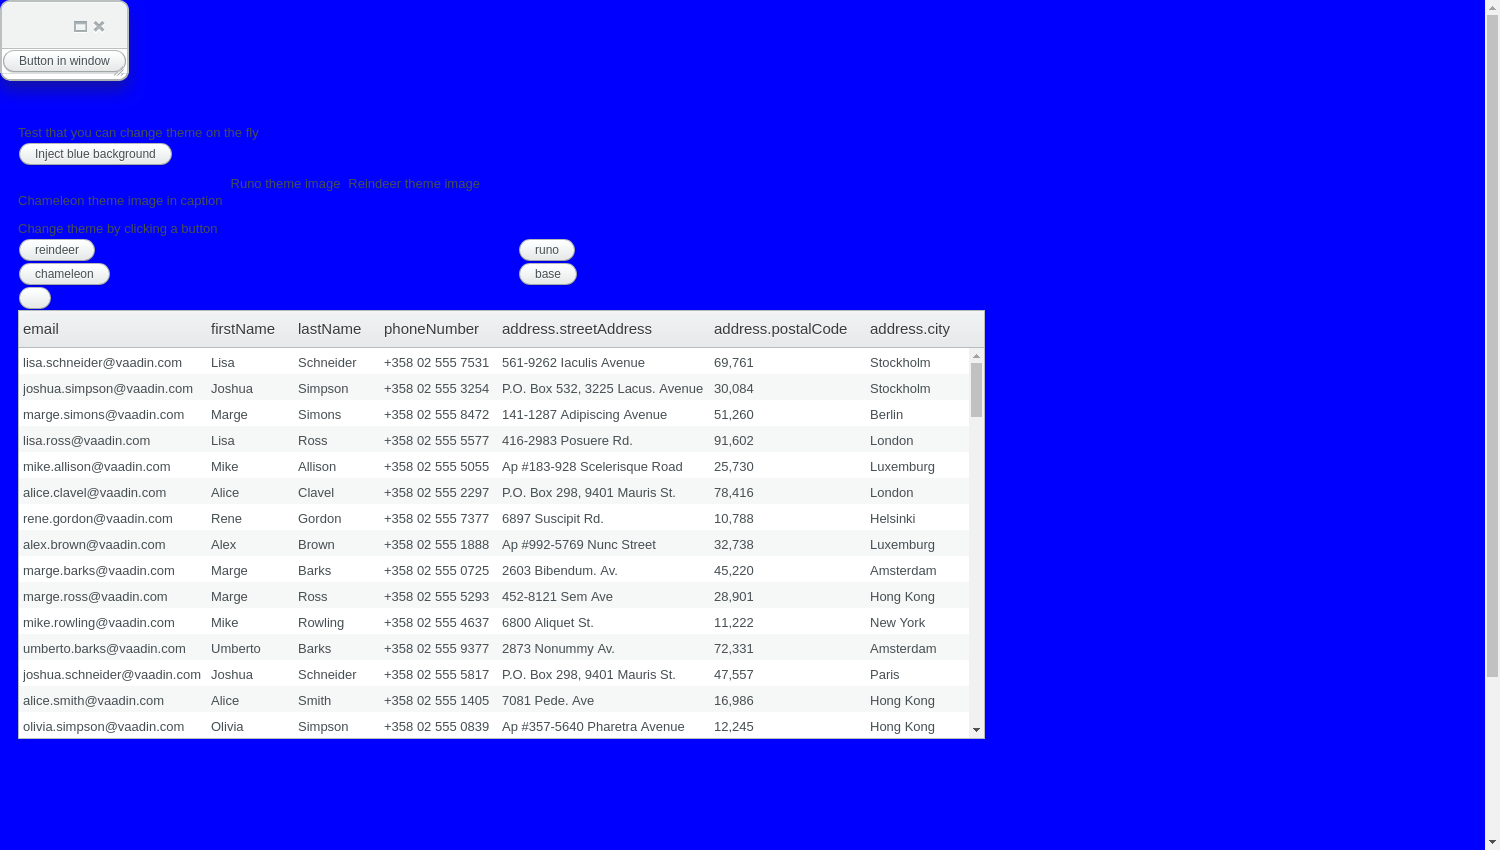 Button in window
Test that you can change theme on the fly
Inject blue background
Runo theme image Reindeer theme image
Chameleon theme image in caption
Change theme by clicking a button
reindeer runo
chameleon base
email firstName lastName phoneNumber address.streetAddress address.postalCode address.city
lisa.schneider@vaadin.com Lisa Schneider +358 02 555 7531 561-9262 Iaculis Avenue 69,761 Stockholm
joshua.simpson@vaadin.com Joshua Simpson +358 02 555 3254 P.O. Box 532, 3225 Lacus. Avenue 30,084 Stockholm
marge.simons@vaadin.com Marge Simons +358 02 555 8472 141-1287 Adipiscing Avenue 51,260 Berlin
lisa.ross@vaadin.com Lisa Ross +358 02 555 5577 416-2983 Posuere Rd. 91,602 London
mike.allison@vaadin.com Mike Allison +358 02 555 5055 Ap #183-928 Scelerisque Road 25,730 Luxemburg
alice.clavel@vaadin.com Alice Clavel +358 02 555 2297 P.O. Box 298, 9401 Mauris St. 78,416 London
rene.gordon@vaadin.com Rene Gordon +358 02 555 7377 6897 Suscipit Rd. 10,788 Helsinki
alex.brown@vaadin.com Alex Brown +358 02 555 1888 Ap #992-5769 Nunc Street 32,738 Luxemburg
marge.barks@vaadin.com Marge Barks +358 02 555 0725 2603 Bibendum. Av. 45,220 Amsterdam
marge.ross@vaadin.com Marge Ross +358 02 555 5293 452-8121 Sem Ave 28,901 Hong Kong
mike.rowling@vaadin.com Mike Rowling +358 02 555 4637 6800 Aliquet St. 11,222 New York
umberto.barks@vaadin.com Umberto Barks +358 02 555 9377 2873 Nonummy Av. 72,331 Amsterdam
joshua.schneider@vaadin.com Joshua Schneider +358 02 555 5817 P.O. Box 298, 9401 Mauris St. 47,557 Paris
alice.smith@vaadin.com Alice Smith +358 02 555 1405 7081 Pede. Ave 16,986 Hong Kong
olivia.simpson@vaadin.com Olivia Simpson +358 02 555 0839 Ap #357-5640 Pharetra Avenue 12,245 Hong Kong